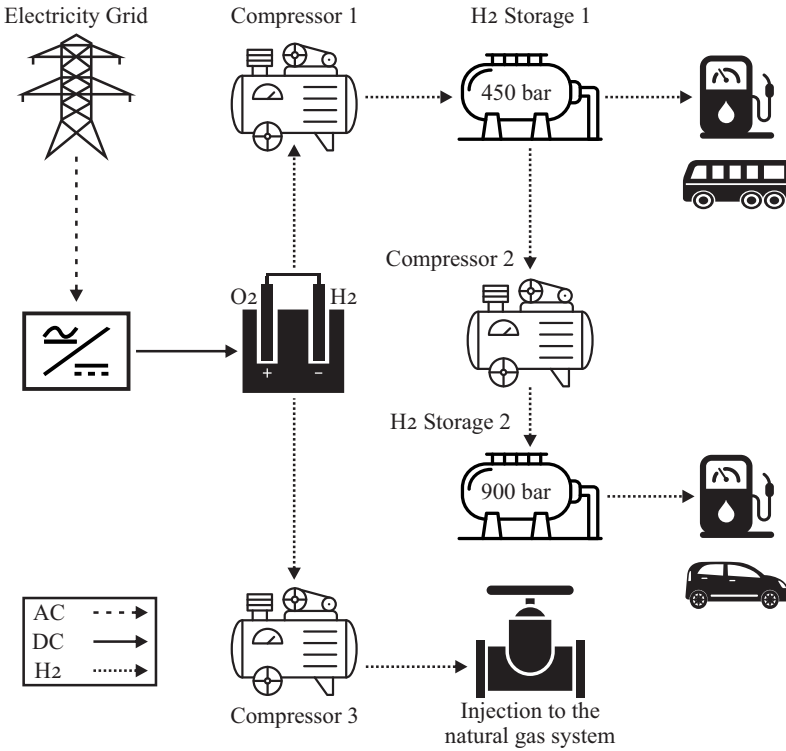 Electricity Grid
Compressor 1
H2 Storage 1
450 bar
Compressor 2
O2
H2
+
−
H2 Storage 2
900 bar
AC
DC
H2
Compressor 3
Injection to the
natural gas system